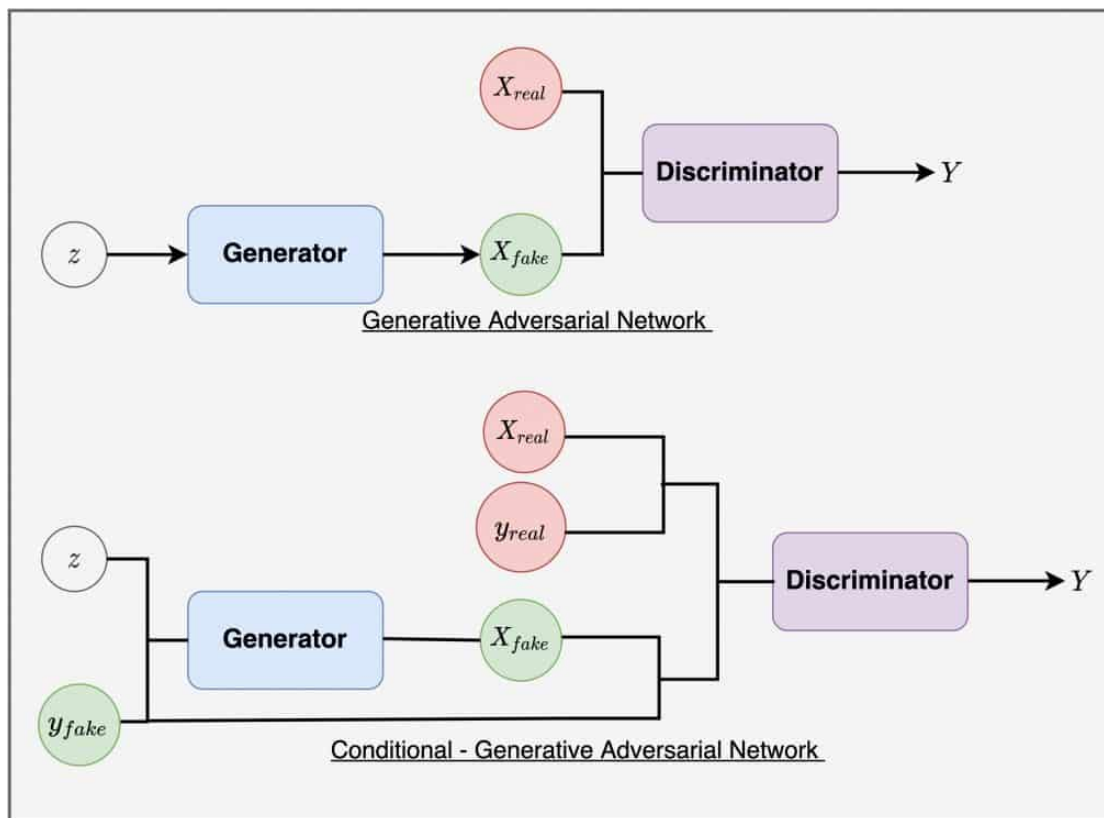 X_real
Discriminator
Y
z
Generator
X_fake
Generative Adversarial Network
X_real
y_real
z
Discriminator
Y
Generator
X_fake
y_fake
Conditional - Generative Adversarial Network